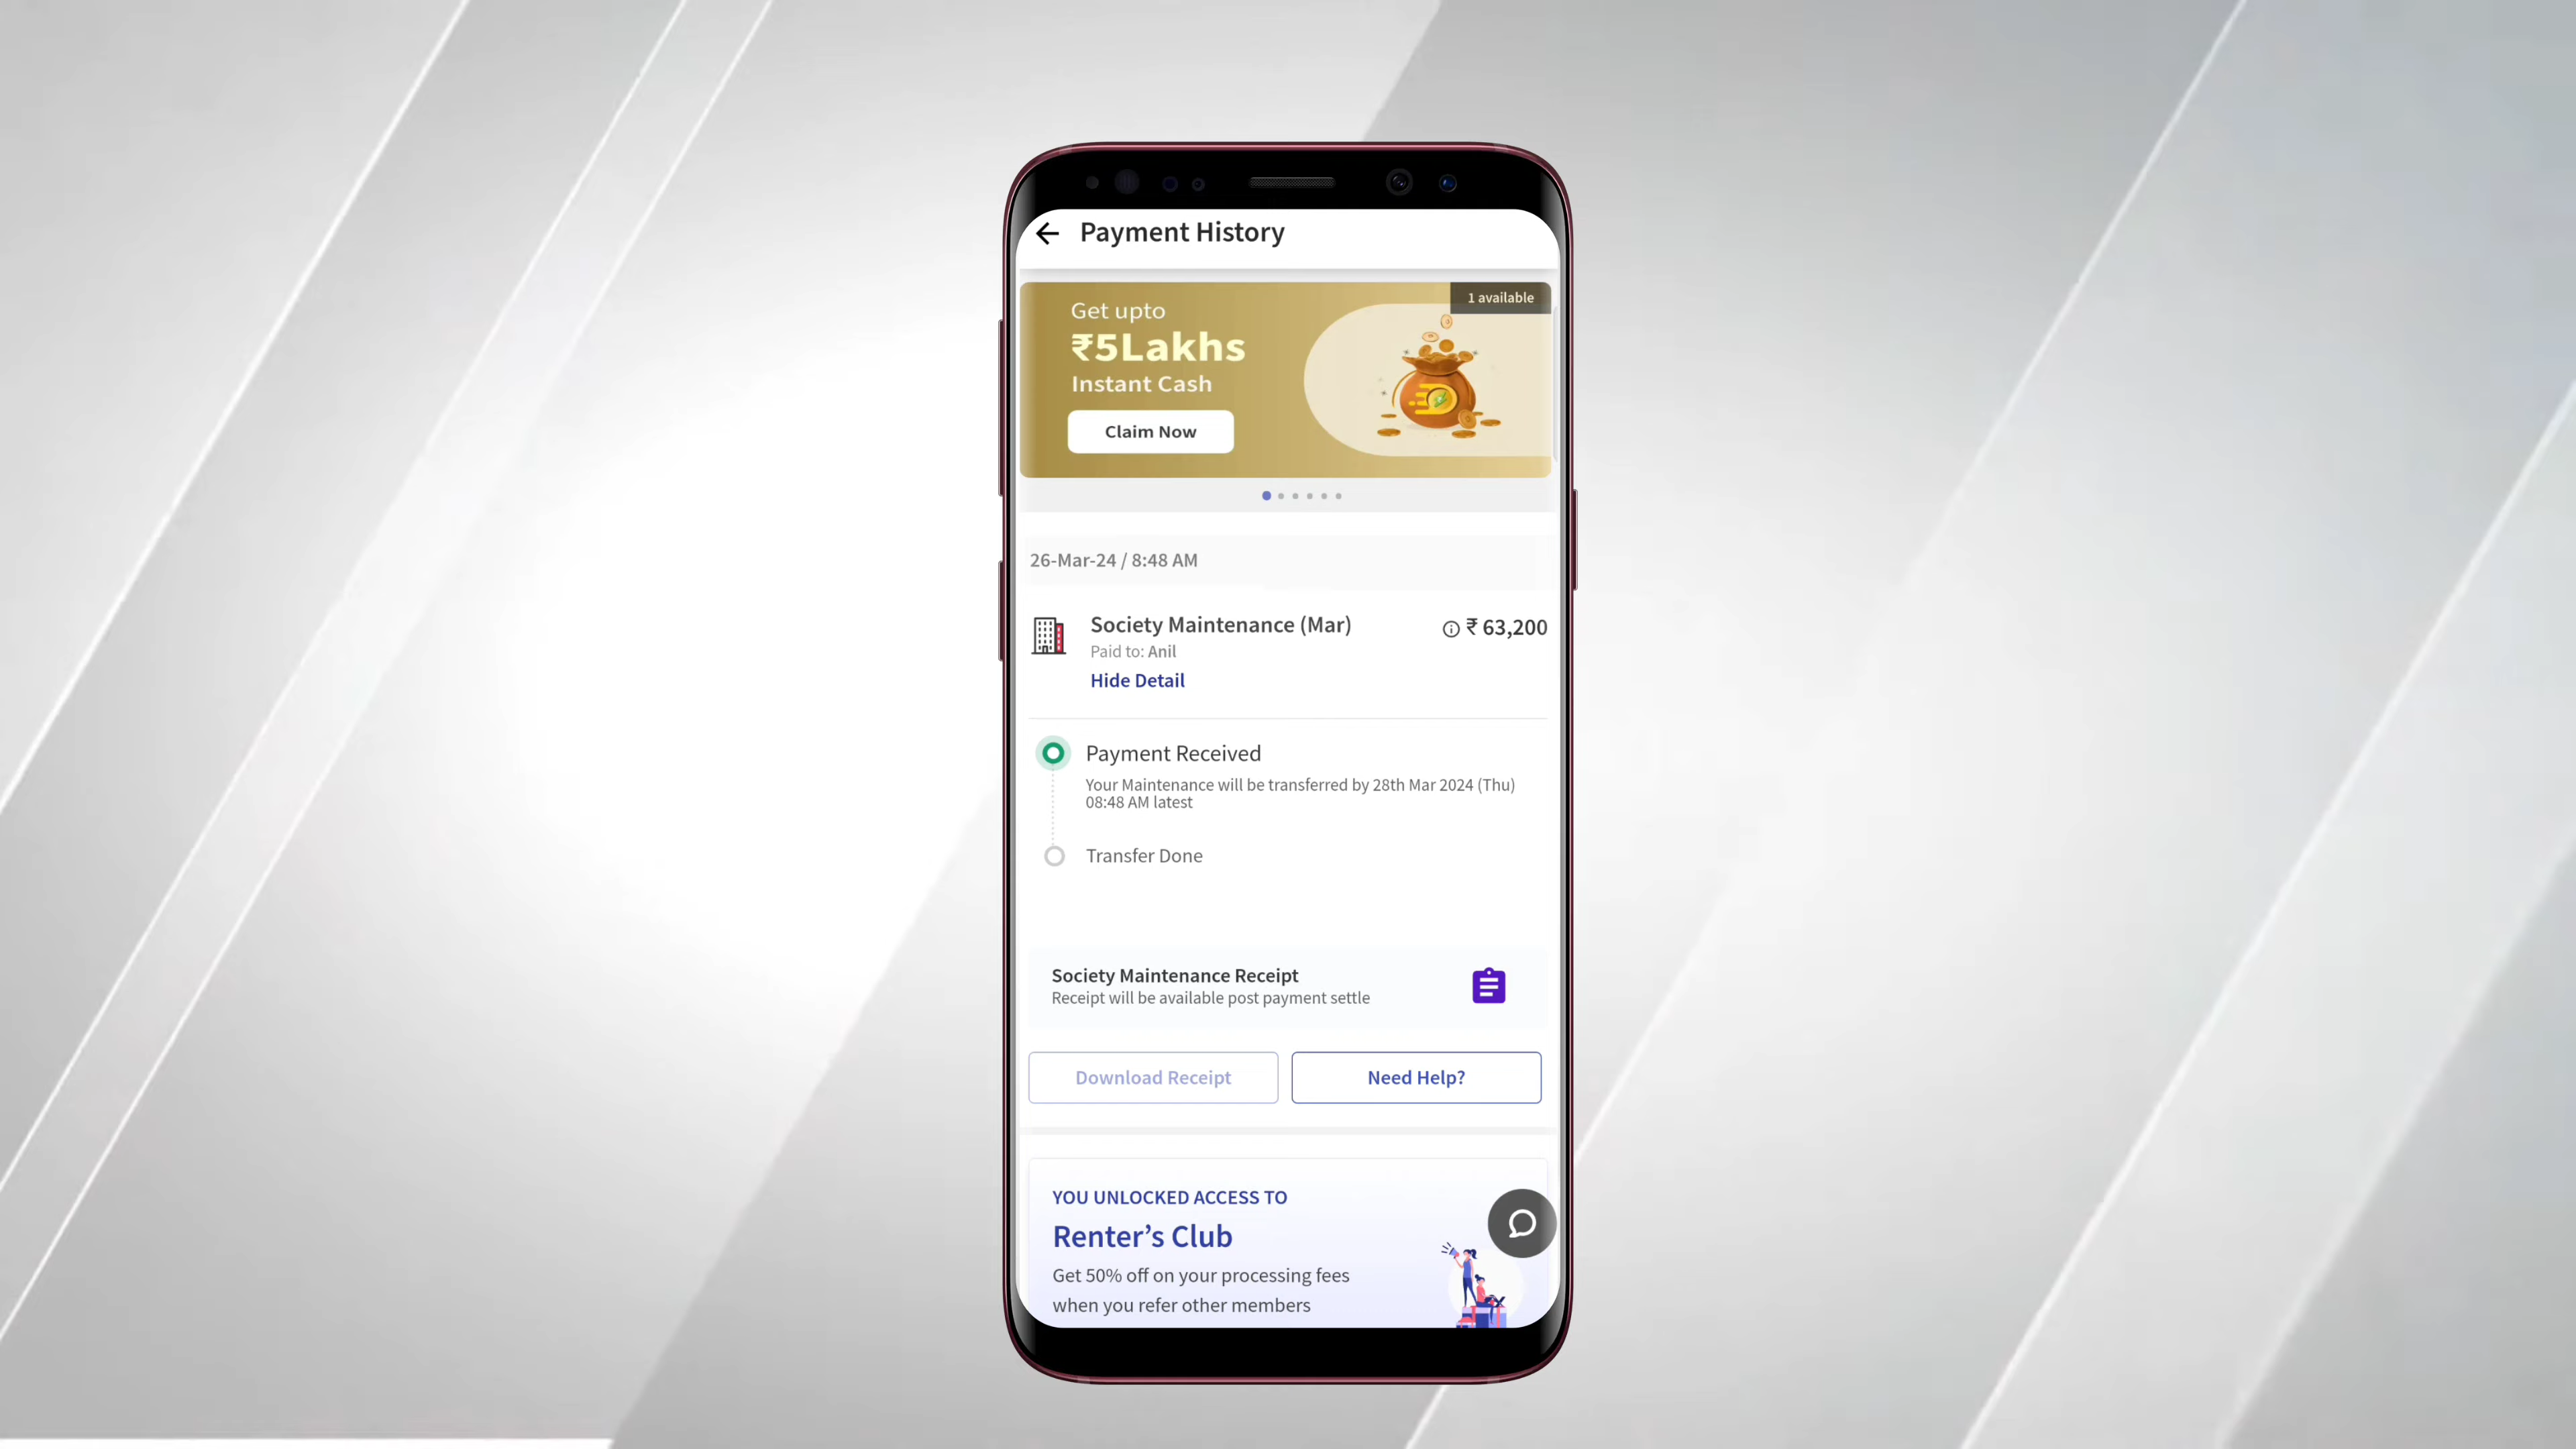 Payment History
1 available
Get upto
₹5Lakhs
Instant Cash
Claim Now
26-Mar-24 / 8:48 AM
Society Maintenance (Mar)
₹ 63,200
Paid to: Anil
Hide Detail
Payment Received
Your Maintenance will be transferred by 28th Mar 2024 (Thu)
08:48 AM latest
Transfer Done
Society Maintenance Receipt
Receipt will be available post payment settle
Download Receipt
Need Help?
YOU UNLOCKED ACCESS TO
Renter’s Club
Get 50% off on your processing fees
when you refer other members